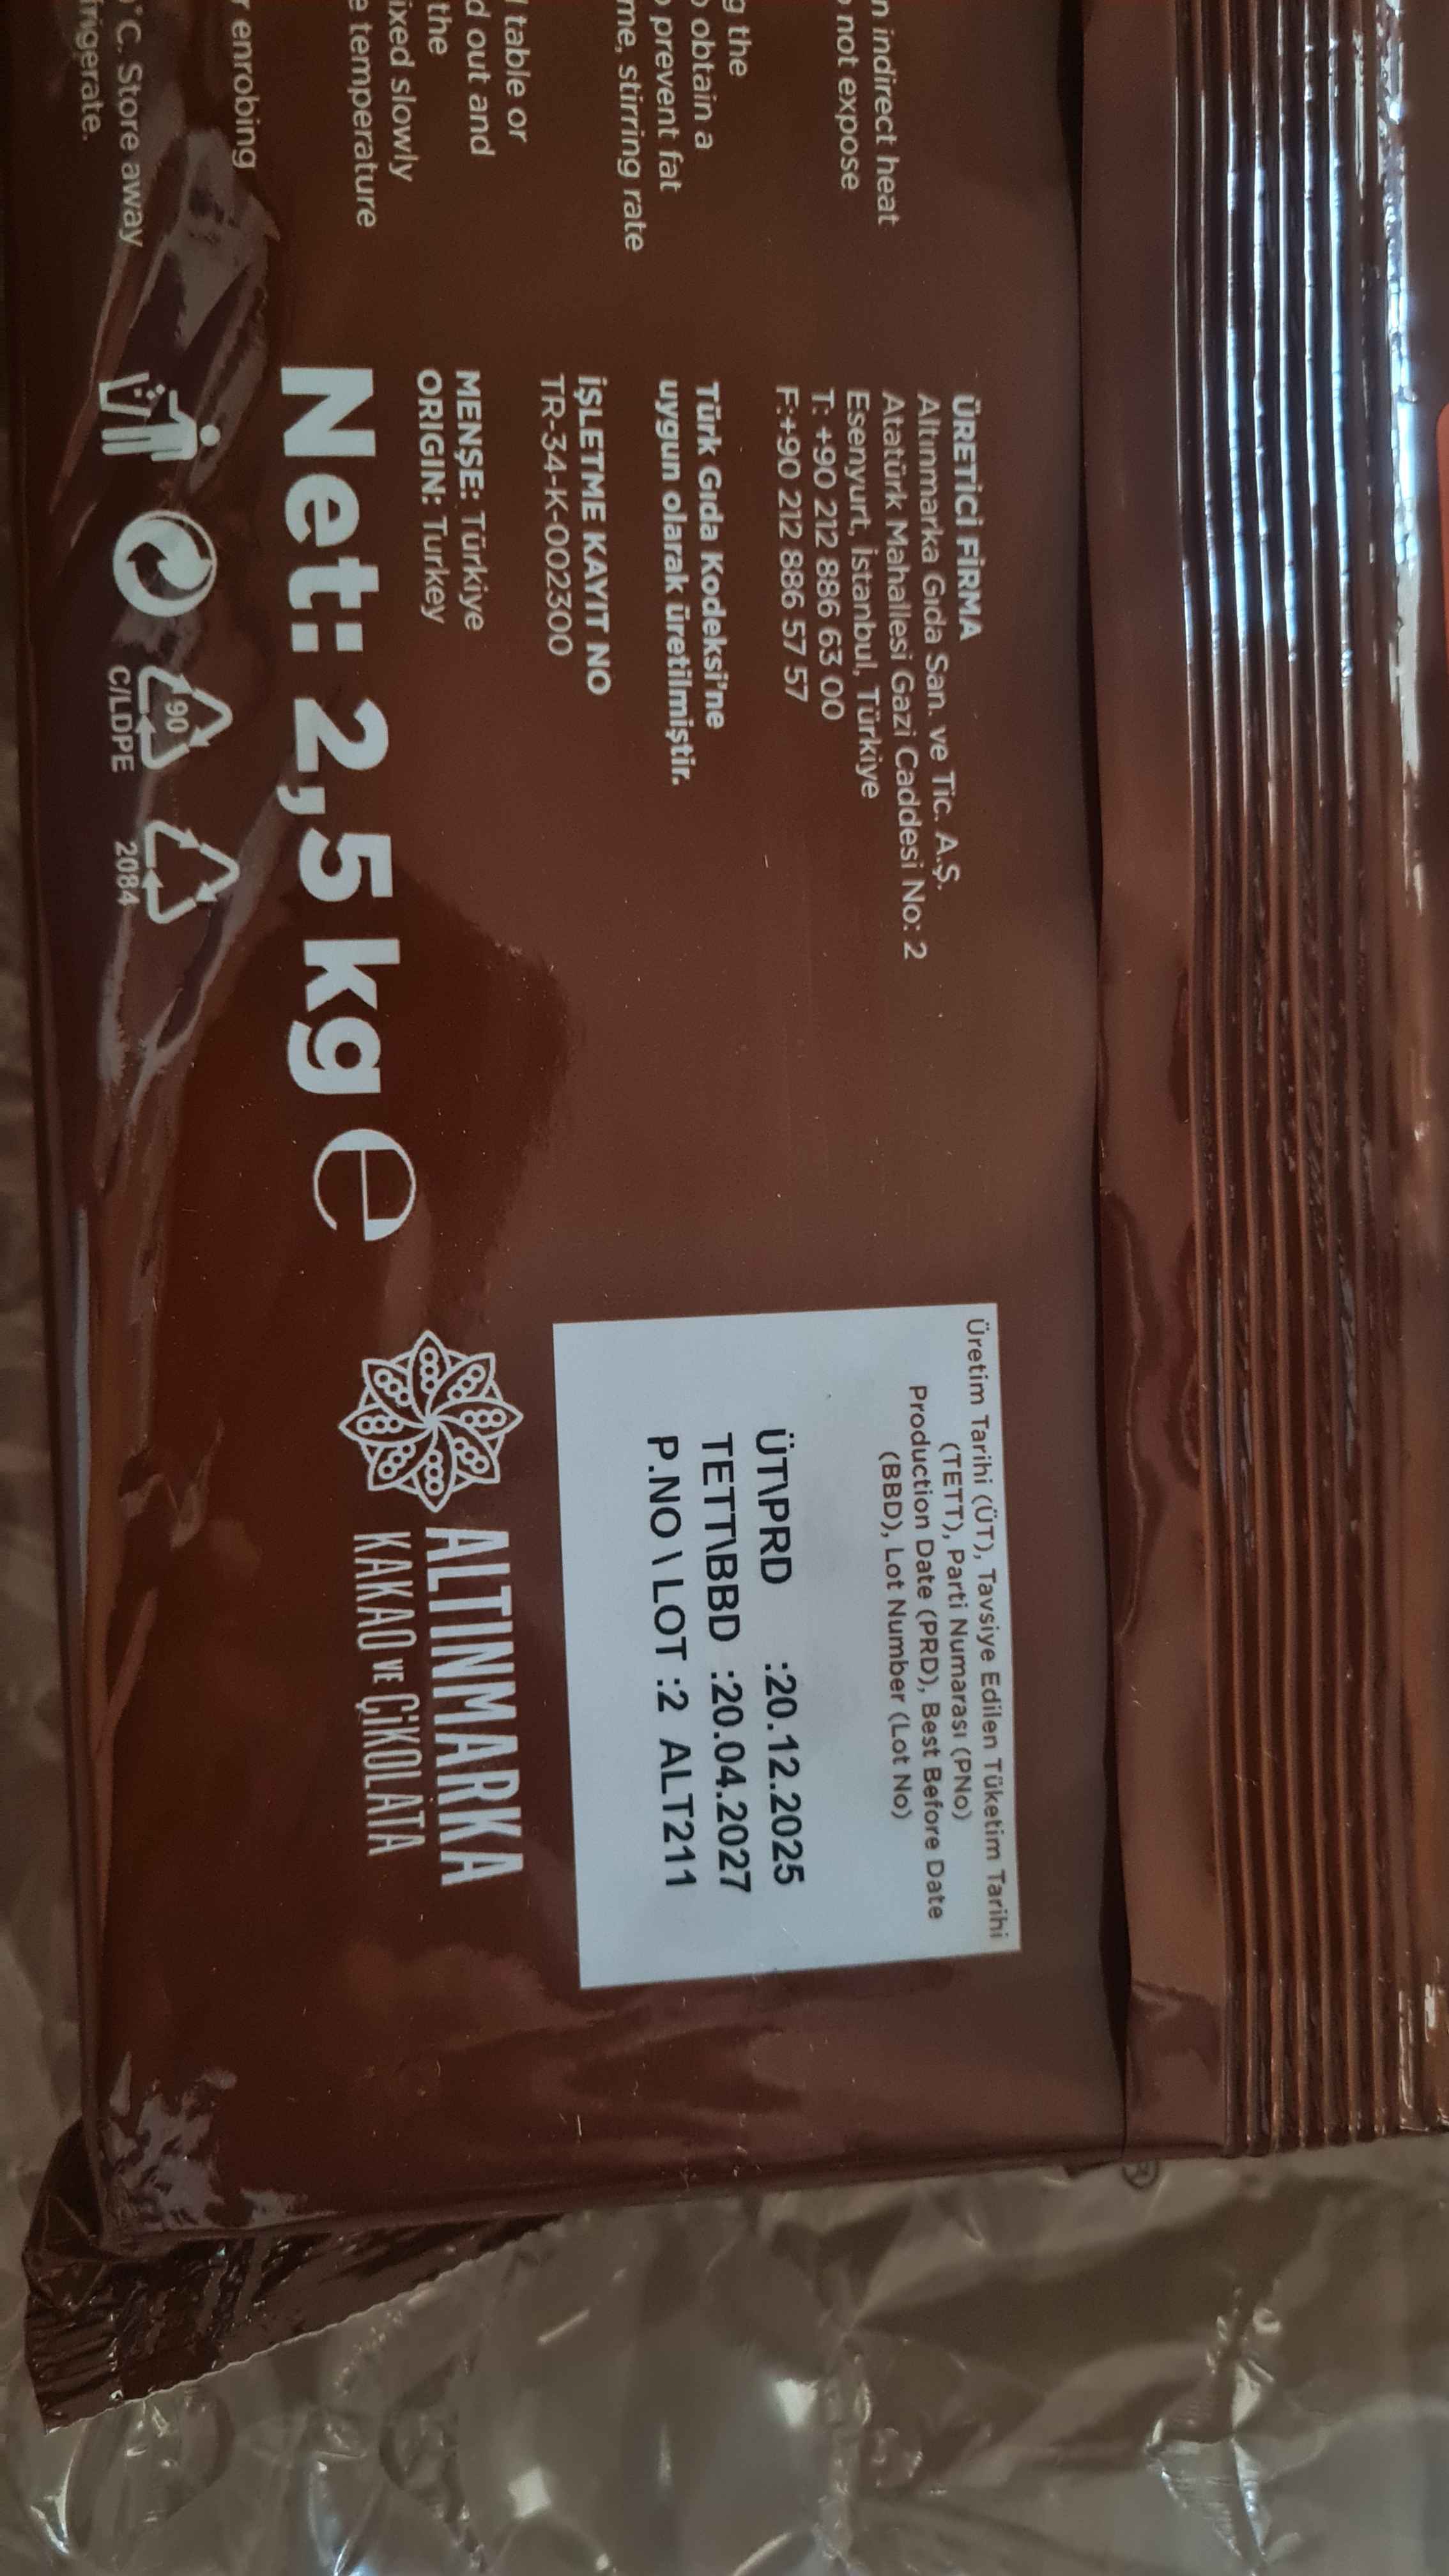 n indirect heat
not expose
g the
obtain a
prevent fat
me, stirring rate
table or
d out and
the
ixed slowly
e temperature
r enrobing
°C. Store away
frigerate.
ÜRETİCİ FİRMA
Altınmarka Gıda San. ve Tic. A.Ş.
Atatürk Mahallesi Gazi Caddesi No: 2
Esenyurt, İstanbul, Türkiye
T: +90 212 886 63 00
F:+90 212 886 57 57
Türk Gıda Kodeksi'ne
uygun olarak üretilmiştir.
İŞLETME KAYIT NO
TR-34-K-002300
MENŞE: Türkiye
ORIGIN: Turkey
Net: 2,5 kg ℮
90
C/LDPE
2084
Üretim Tarihi (ÜT), Tavsiye Edilen Tüketim Tarihi
(TETT), Parti Numarası (PNo)
Production Date (PRD), Best Before Date
(BBD), Lot Number (Lot No)
ÜT\PRD :20.12.2025
TETT\BBD :20.04.2027
P.NO \ LOT :2 ALT211
ALTINMARKA
KAKAO VE ÇİKOLATA
®